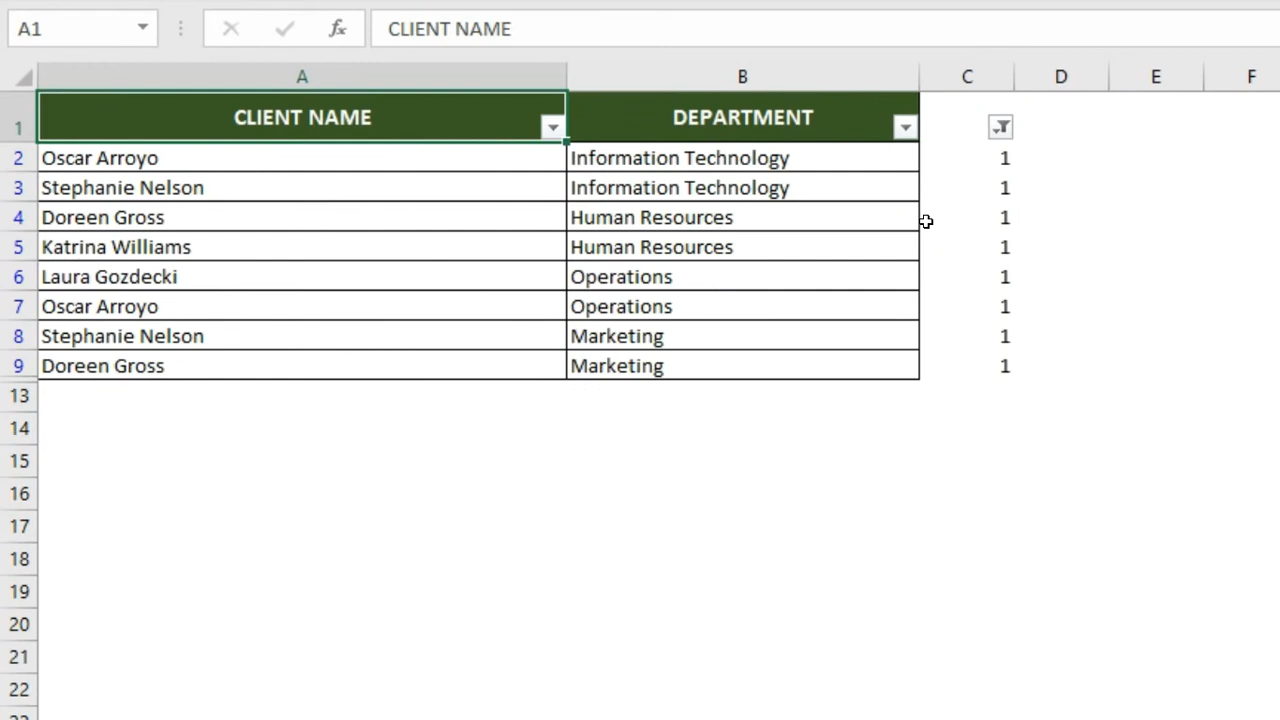 A1 fx CLIENT NAME
A B C D E F
1 CLIENT NAME DEPARTMENT
2 Oscar Arroyo Information Technology 1
3 Stephanie Nelson Information Technology 1
4 Doreen Gross Human Resources 1
5 Katrina Williams Human Resources 1
6 Laura Gozdecki Operations 1
7 Oscar Arroyo Operations 1
8 Stephanie Nelson Marketing 1
9 Doreen Gross Marketing 1
13
14
15
16
17
18
19
20
21
22